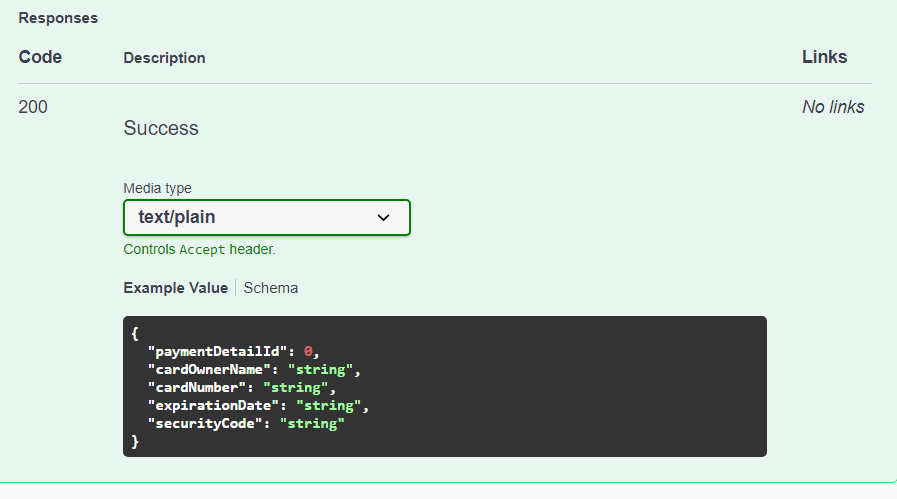 Responses
Code Description Links
200 Success No links
Media type
text/plain
Controls Accept header.
Example Value Schema
{
  "paymentDetailId": 0,
  "cardOwnerName": "string",
  "cardNumber": "string",
  "expirationDate": "string",
  "securityCode": "string"
}